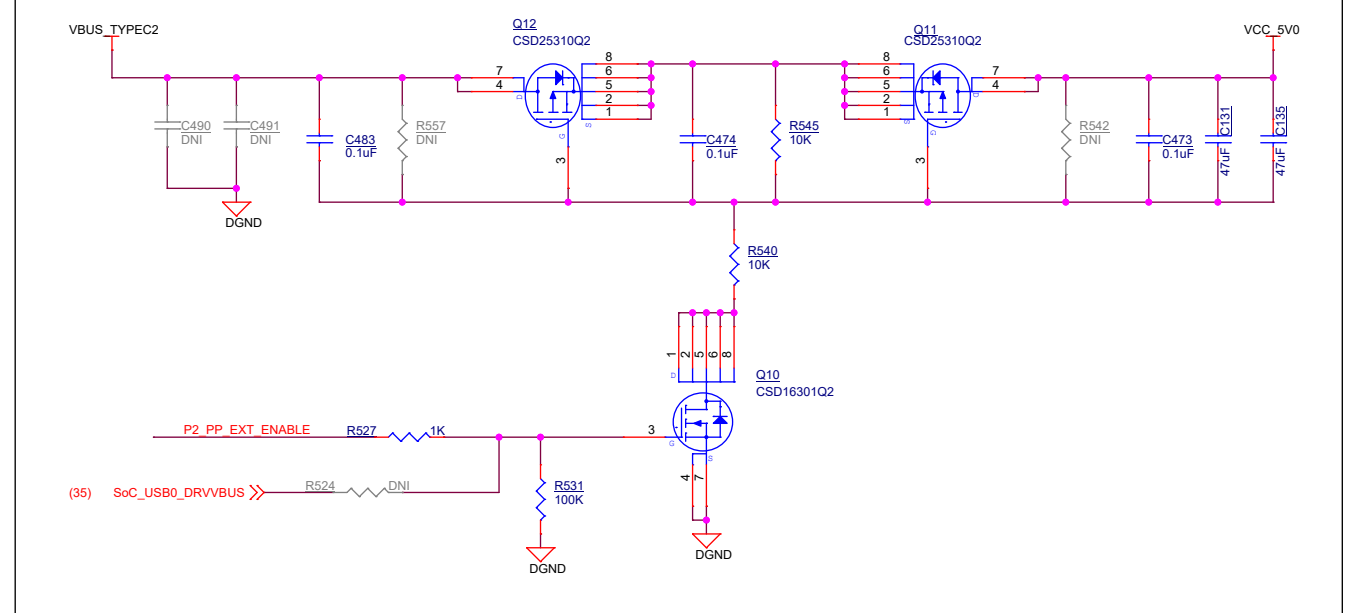 VBUS_TYPEC2
Q12
CSD25310Q2
Q11
CSD25310Q2
VCC_5V0
7
4
D
8
6
5
2
1
S
G
3
8
6
5
2
1
S
7
4
D
G
3
C490
DNI
C491
DNI
C483
0.1uF
R557
DNI
C474
0.1uF
R545
10K
R542
DNI
C473
0.1uF
C131
47uF
C135
47uF
DGND
R540
10K
1
2
5
6
8
D
Q10
CSD16301Q2
P2_PP_EXT_ENABLE
R527
1K
3
G
S
4
7
(35)
SoC_USB0_DRVVBUS
R524
DNI
R531
100K
DGND
DGND